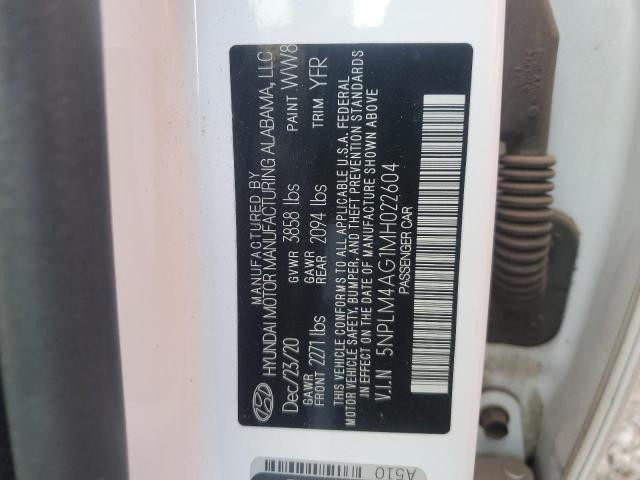 MANUFACTURED BY
HYUNDAI MOTOR MANUFACTURING ALABAMA, LLC
Dec/23/20 GVWR 3858 lbs PAINT WW8
GAWR FRONT 2271 lbs GAWR REAR 2094 lbs TRIM YFR
THIS VEHICLE CONFORMS TO ALL APPLICABLE U.S.A. FEDERAL
MOTOR VEHICLE SAFETY, BUMPER, AND THEFT PREVENTION STANDARDS
IN EFFECT ON THE DATE OF MANUFACTURE SHOWN ABOVE
V.I.N 5NPLM4AG1MH022604
PASSENGER CAR
A510